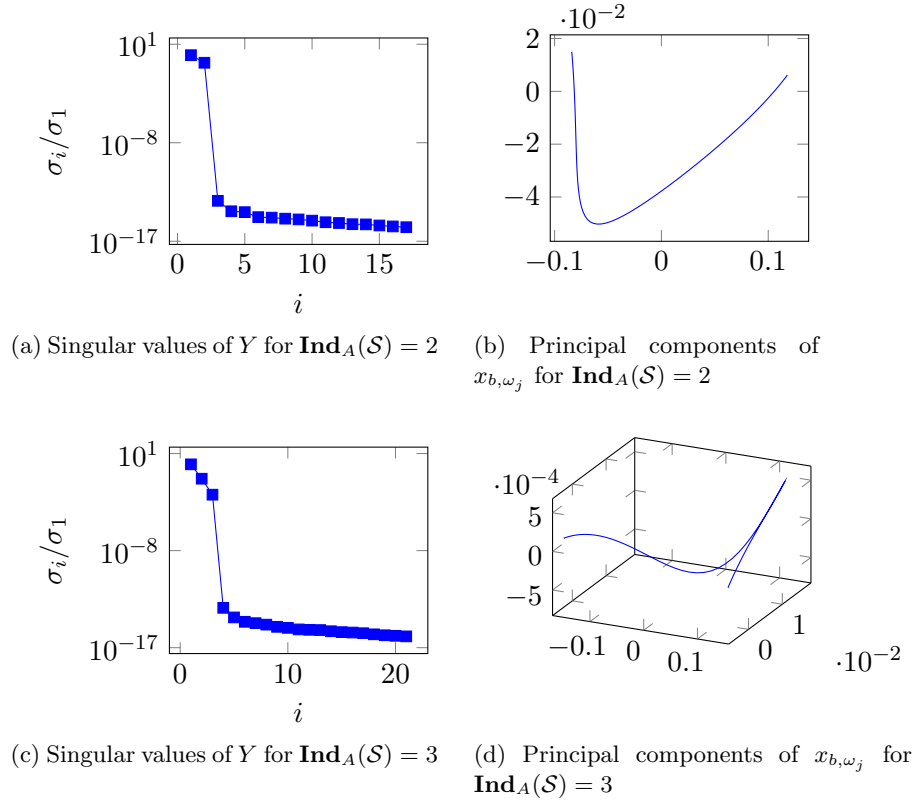 10^1
10^{-8}
10^{-17}
σ_i/σ_1
0 5 10 15
i
·10^{-2}
2
0
−2
−4
−0.1 0 0.1
(a) Singular values of Y for Ind_A(𝒮) = 2
(b) Principal components of
x_{b,ω_j} for Ind_A(𝒮) = 2
10^1
10^{-8}
10^{-17}
σ_i/σ_1
0 10 20
i
·10^{-4}
5
0
−5
−0.1 0 0.1
0 1
·10^{-2}
(c) Singular values of Y for Ind_A(𝒮) = 3
(d) Principal components of x_{b,ω_j} for
Ind_A(𝒮) = 3